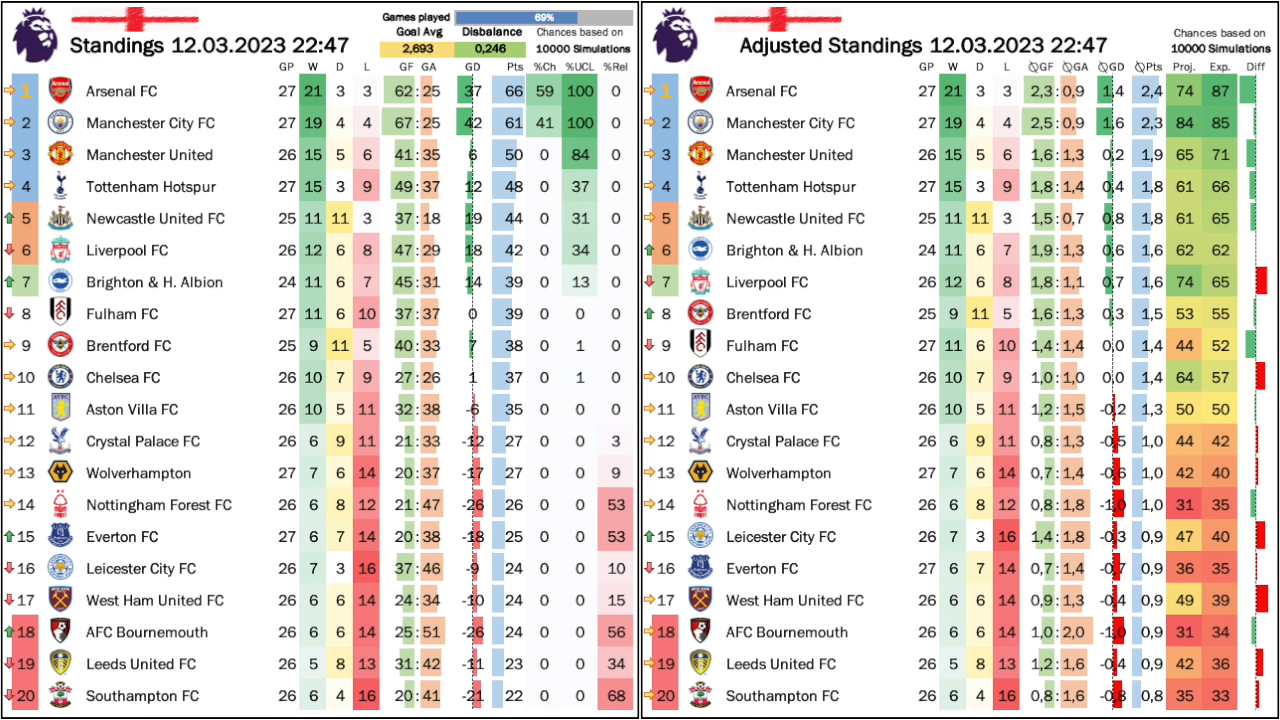 Games played 69%
Goal Avg Disbalance Chances based on
Standings 12.03.2023 22:47 2,693 0,246 10000 Simulations
GP W D L GF GA GD Pts %Ch %UCL %Rel
1 Arsenal FC 27 21 3 3 62 : 25 37 66 59 100 0
2 Manchester City FC 27 19 4 4 67 : 25 42 61 41 100 0
3 Manchester United 26 15 5 6 41 : 35 6 50 0 84 0
4 Tottenham Hotspur 27 15 3 9 49 : 37 12 48 0 37 0
5 Newcastle United FC 25 11 11 3 37 : 18 19 44 0 31 0
6 Liverpool FC 26 12 6 8 47 : 29 18 42 0 34 0
7 Brighton & H. Albion 24 11 6 7 45 : 31 14 39 0 13 0
8 Fulham FC 27 11 6 10 37 : 37 0 39 0 0 0
9 Brentford FC 25 9 11 5 40 : 33 7 38 0 1 0
10 Chelsea FC 26 10 7 9 27 : 26 1 37 0 1 0
11 Aston Villa FC 26 10 5 11 32 : 38 -6 35 0 0 0
12 Crystal Palace FC 26 6 9 11 21 : 33 -12 27 0 0 3
13 Wolverhampton 27 7 6 14 20 : 37 -17 27 0 0 9
14 Nottingham Forest FC 26 6 8 12 21 : 47 -26 26 0 0 53
15 Everton FC 27 6 7 14 20 : 38 -18 25 0 0 53
16 Leicester City FC 26 7 3 16 37 : 46 -9 24 0 0 10
17 West Ham United FC 26 6 6 14 24 : 34 -10 24 0 0 15
18 AFC Bournemouth 26 6 6 14 25 : 51 -26 24 0 0 56
19 Leeds United FC 26 5 8 13 31 : 42 -11 23 0 0 34
20 Southampton FC 26 6 4 16 20 : 41 -21 22 0 0 68
Chances based on
Adjusted Standings 12.03.2023 22:47 10000 Simulations
GP W D L ∅GF ∅GA ∅GD ∅Pts Proj. Exp. Diff
1 Arsenal FC 27 21 3 3 2,3 : 0,9 1,4 2,4 74 87
2 Manchester City FC 27 19 4 4 2,5 : 0,9 1,6 2,3 84 85
3 Manchester United 26 15 5 6 1,6 : 1,3 0,2 1,9 65 71
4 Tottenham Hotspur 27 15 3 9 1,8 : 1,4 0,4 1,8 61 66
5 Newcastle United FC 25 11 11 3 1,5 : 0,7 0,8 1,8 61 65
6 Brighton & H. Albion 24 11 6 7 1,9 : 1,3 0,6 1,6 62 62
7 Liverpool FC 26 12 6 8 1,8 : 1,1 0,7 1,6 74 65
8 Brentford FC 25 9 11 5 1,6 : 1,3 0,3 1,5 53 55
9 Fulham FC 27 11 6 10 1,4 : 1,4 0,0 1,4 44 52
10 Chelsea FC 26 10 7 9 1,0 : 1,0 0,0 1,4 64 57
11 Aston Villa FC 26 10 5 11 1,2 : 1,5 -0,2 1,3 50 50
12 Crystal Palace FC 26 6 9 11 0,8 : 1,3 -0,5 1,0 44 42
13 Wolverhampton 27 7 6 14 0,7 : 1,4 -0,6 1,0 42 40
14 Nottingham Forest FC 26 6 8 12 0,8 : 1,8 -1,0 1,0 31 35
15 Leicester City FC 26 7 3 16 1,4 : 1,8 -0,3 0,9 47 40
16 Everton FC 27 6 7 14 0,7 : 1,4 -0,7 0,9 36 35
17 West Ham United FC 26 6 6 14 0,9 : 1,3 -0,4 0,9 49 39
18 AFC Bournemouth 26 6 6 14 1,0 : 2,0 -1,0 0,9 31 34
19 Leeds United FC 26 5 8 13 1,2 : 1,6 -0,4 0,9 42 36
20 Southampton FC 26 6 4 16 0,8 : 1,6 -0,8 0,8 35 33